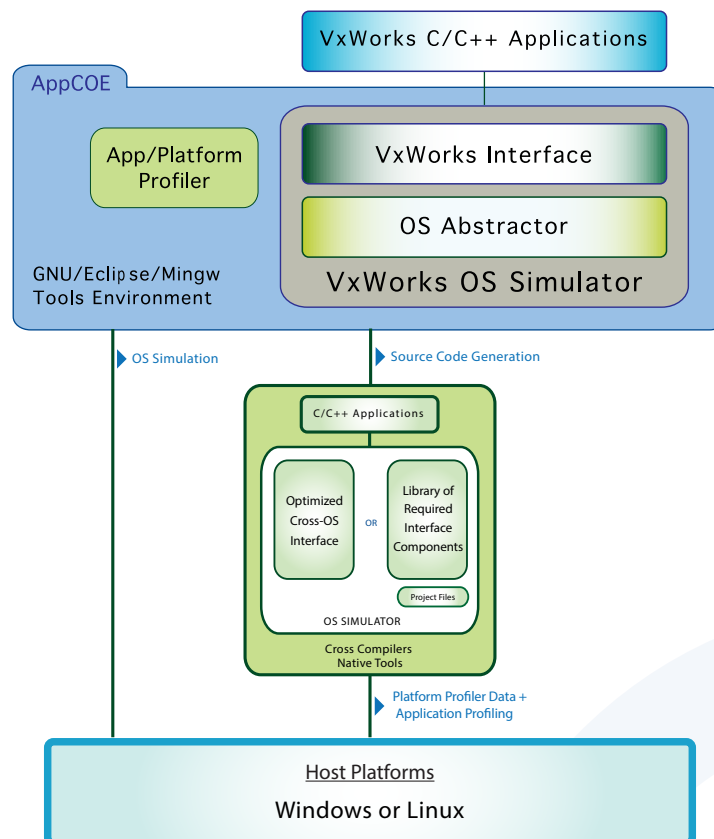 VxWorks C/C++ Applications
AppCOE
App/Platform
Profiler
VxWorks Interface
OS Abstractor
VxWorks OS Simulator
GNU/Eclipse/Mingw
Tools Environment
OS Simulation
Source Code Generation
C/C++ Applications
Optimized
Cross-OS
Interface
OR
Library of
Required
Interface
Components
Project Files
OS SIMULATOR
Cross Compilers
Native Tools
Platform Profiler Data +
Application Profiling
Host Platforms
Windows or Linux